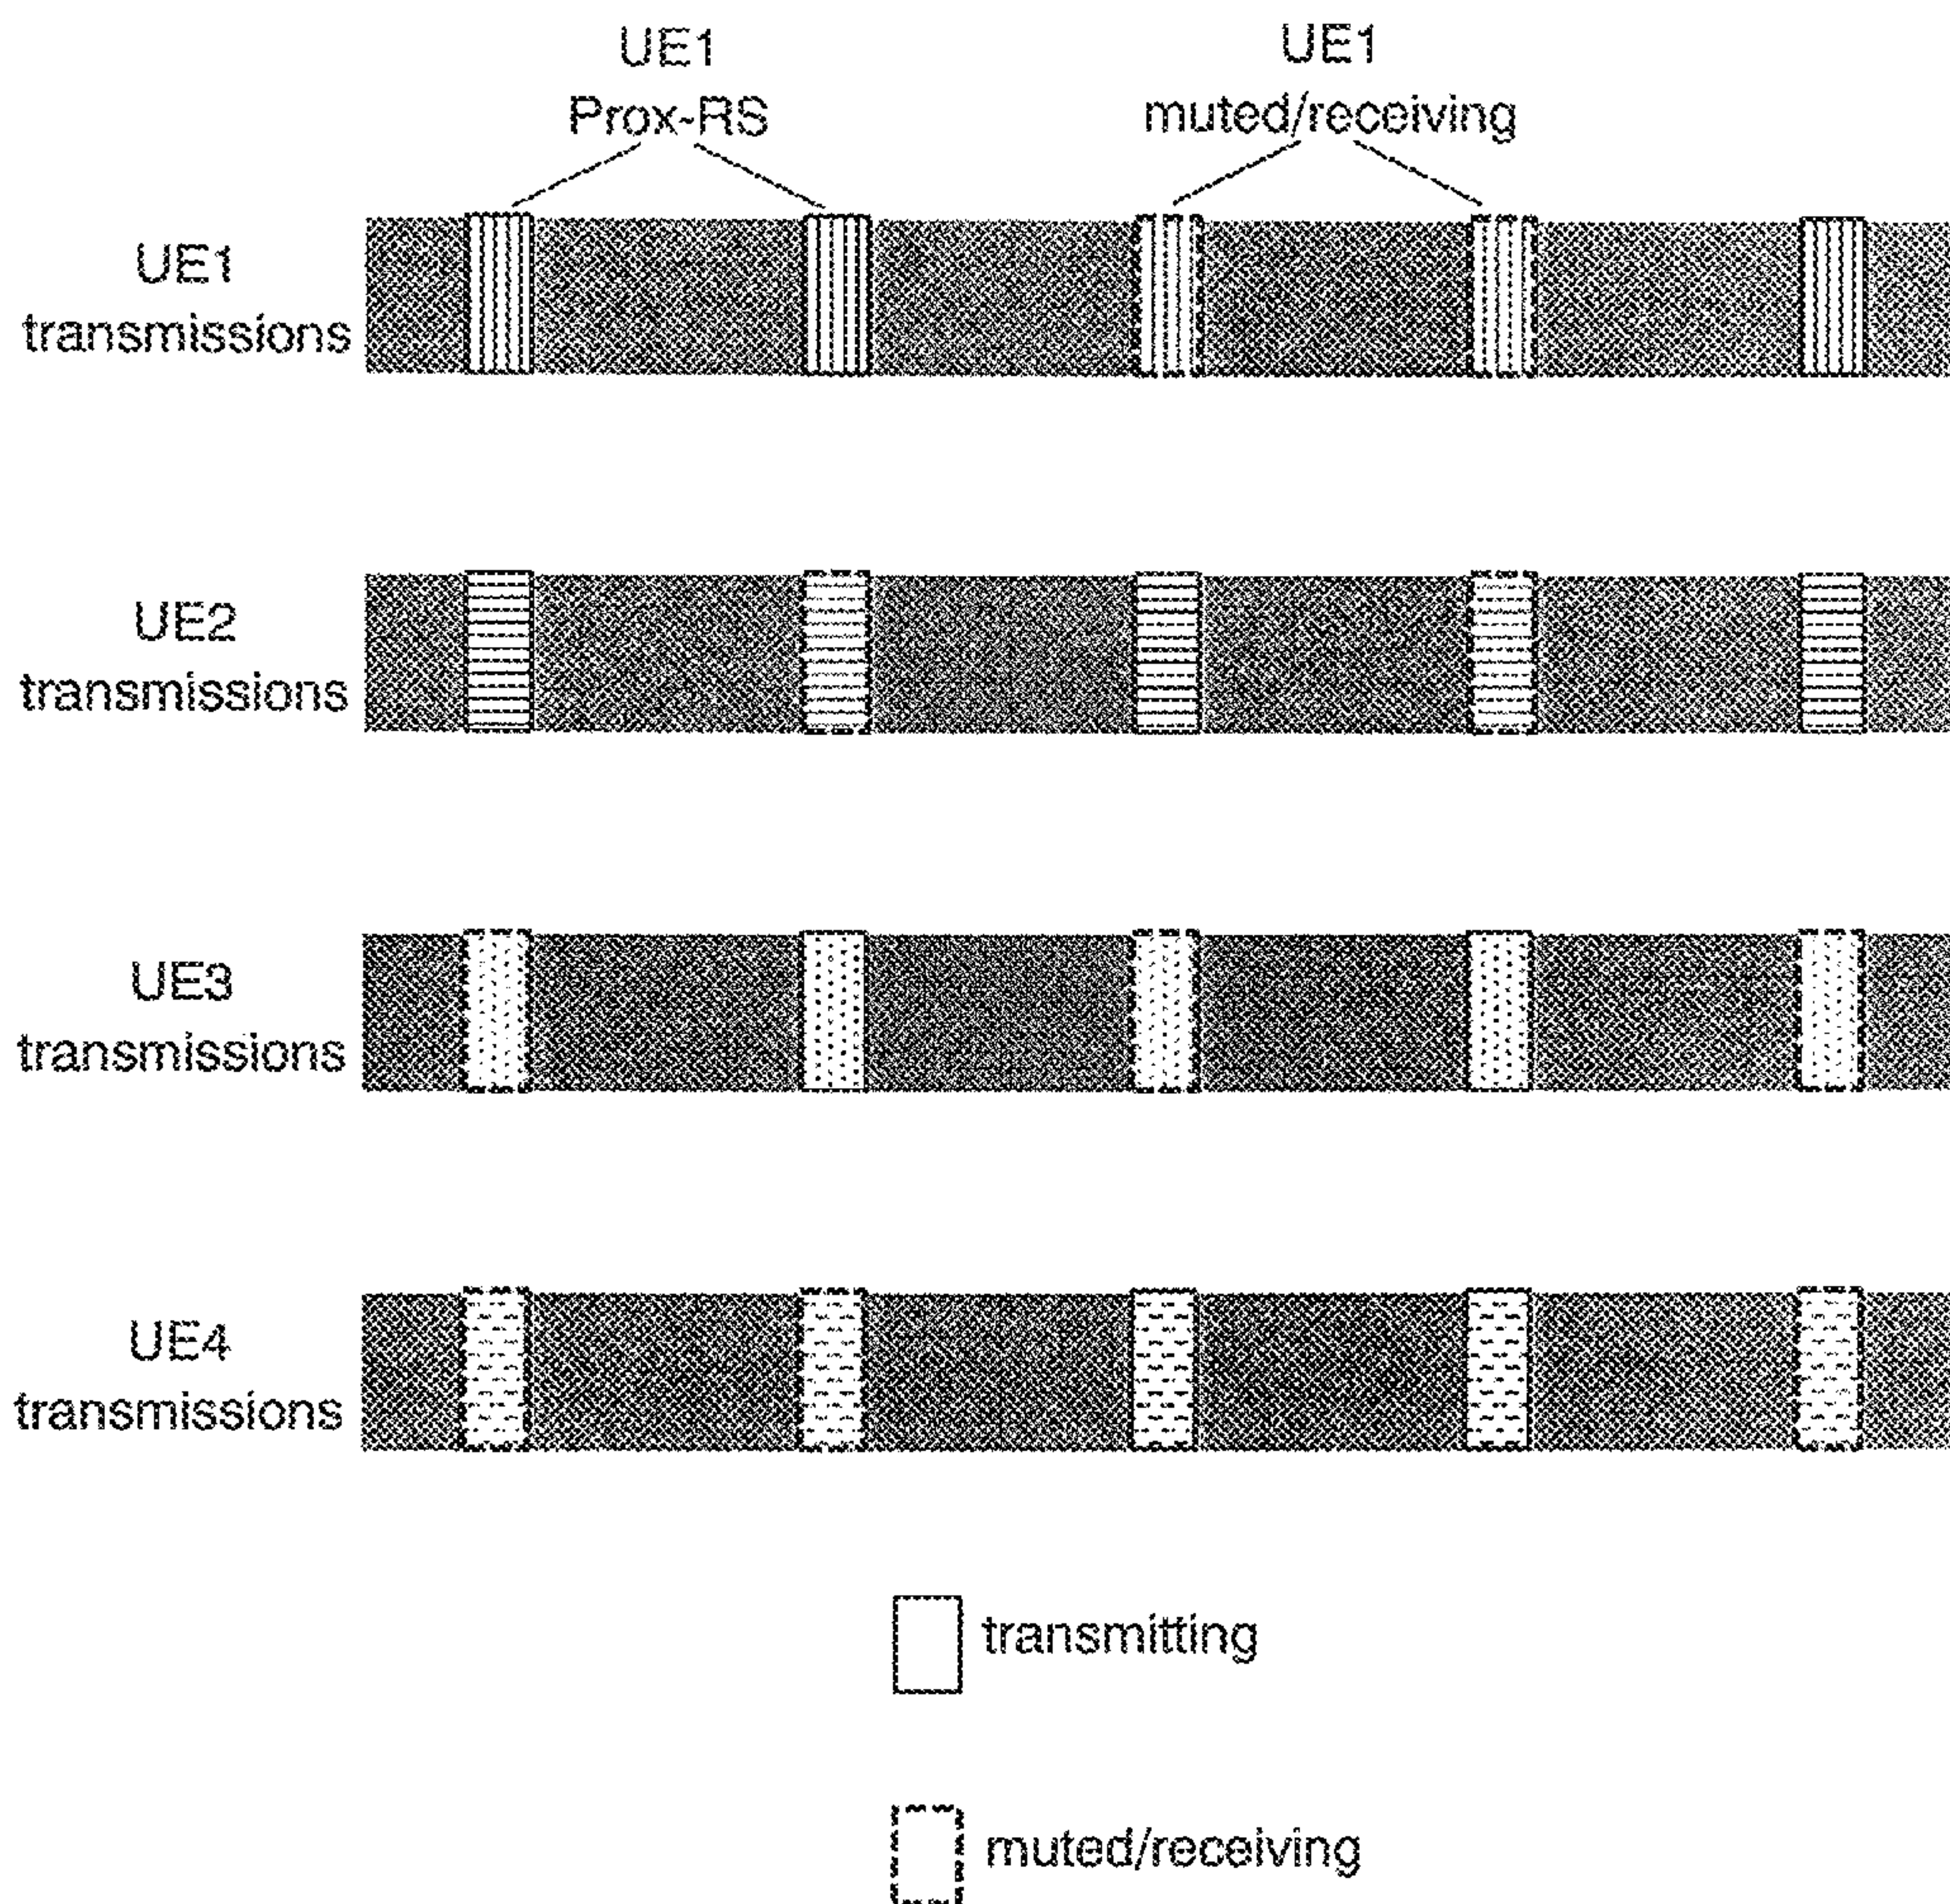 UE1
Prox-RS
UE1
muted/receiving
UE1
transmissions
UE2
transmissions
UE3
transmissions
UE4
transmissions
transmitting
muted/receiving